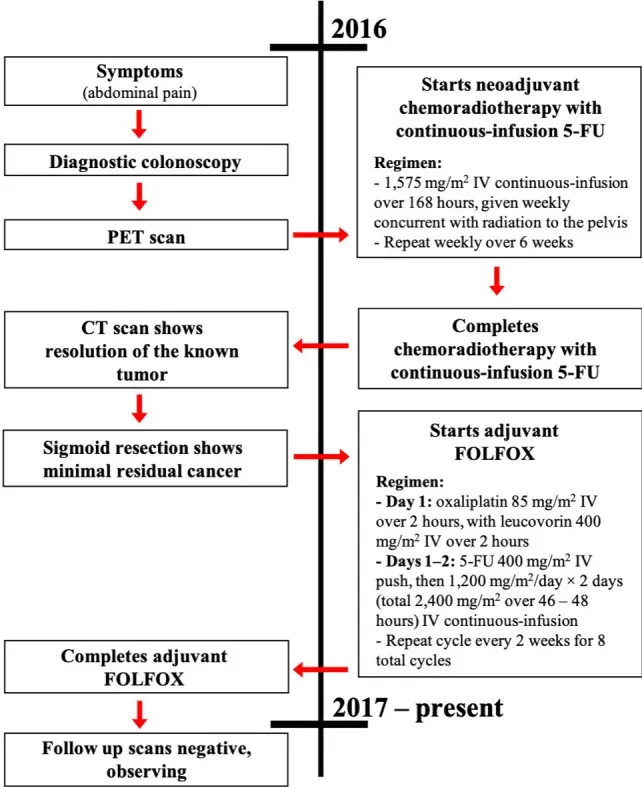 2016
Symptoms
(abdominal pain)
Diagnostic colonoscopy
PET scan
Starts neoadjuvant
chemoradiotherapy with
continuous-infusion 5-FU
Regimen:
- 1,575 mg/m² IV continuous-infusion
over 168 hours, given weekly
concurrent with radiation to the pelvis
- Repeat weekly over 6 weeks
Completes
chemoradiotherapy with
continuous-infusion 5-FU
CT scan shows
resolution of the known
tumor
Sigmoid resection shows
minimal residual cancer
Starts adjuvant
FOLFOX
Regimen:
- Day 1: oxaliplatin 85 mg/m² IV
over 2 hours, with leucovorin 400
mg/m² IV over 2 hours
- Days 1–2: 5-FU 400 mg/m² IV
push, then 1,200 mg/m²/day × 2 days
(total 2,400 mg/m² over 46 – 48
hours) IV continuous-infusion
- Repeat cycle every 2 weeks for 8
total cycles
Completes adjuvant
FOLFOX
2017 – present
Follow up scans negative,
observing